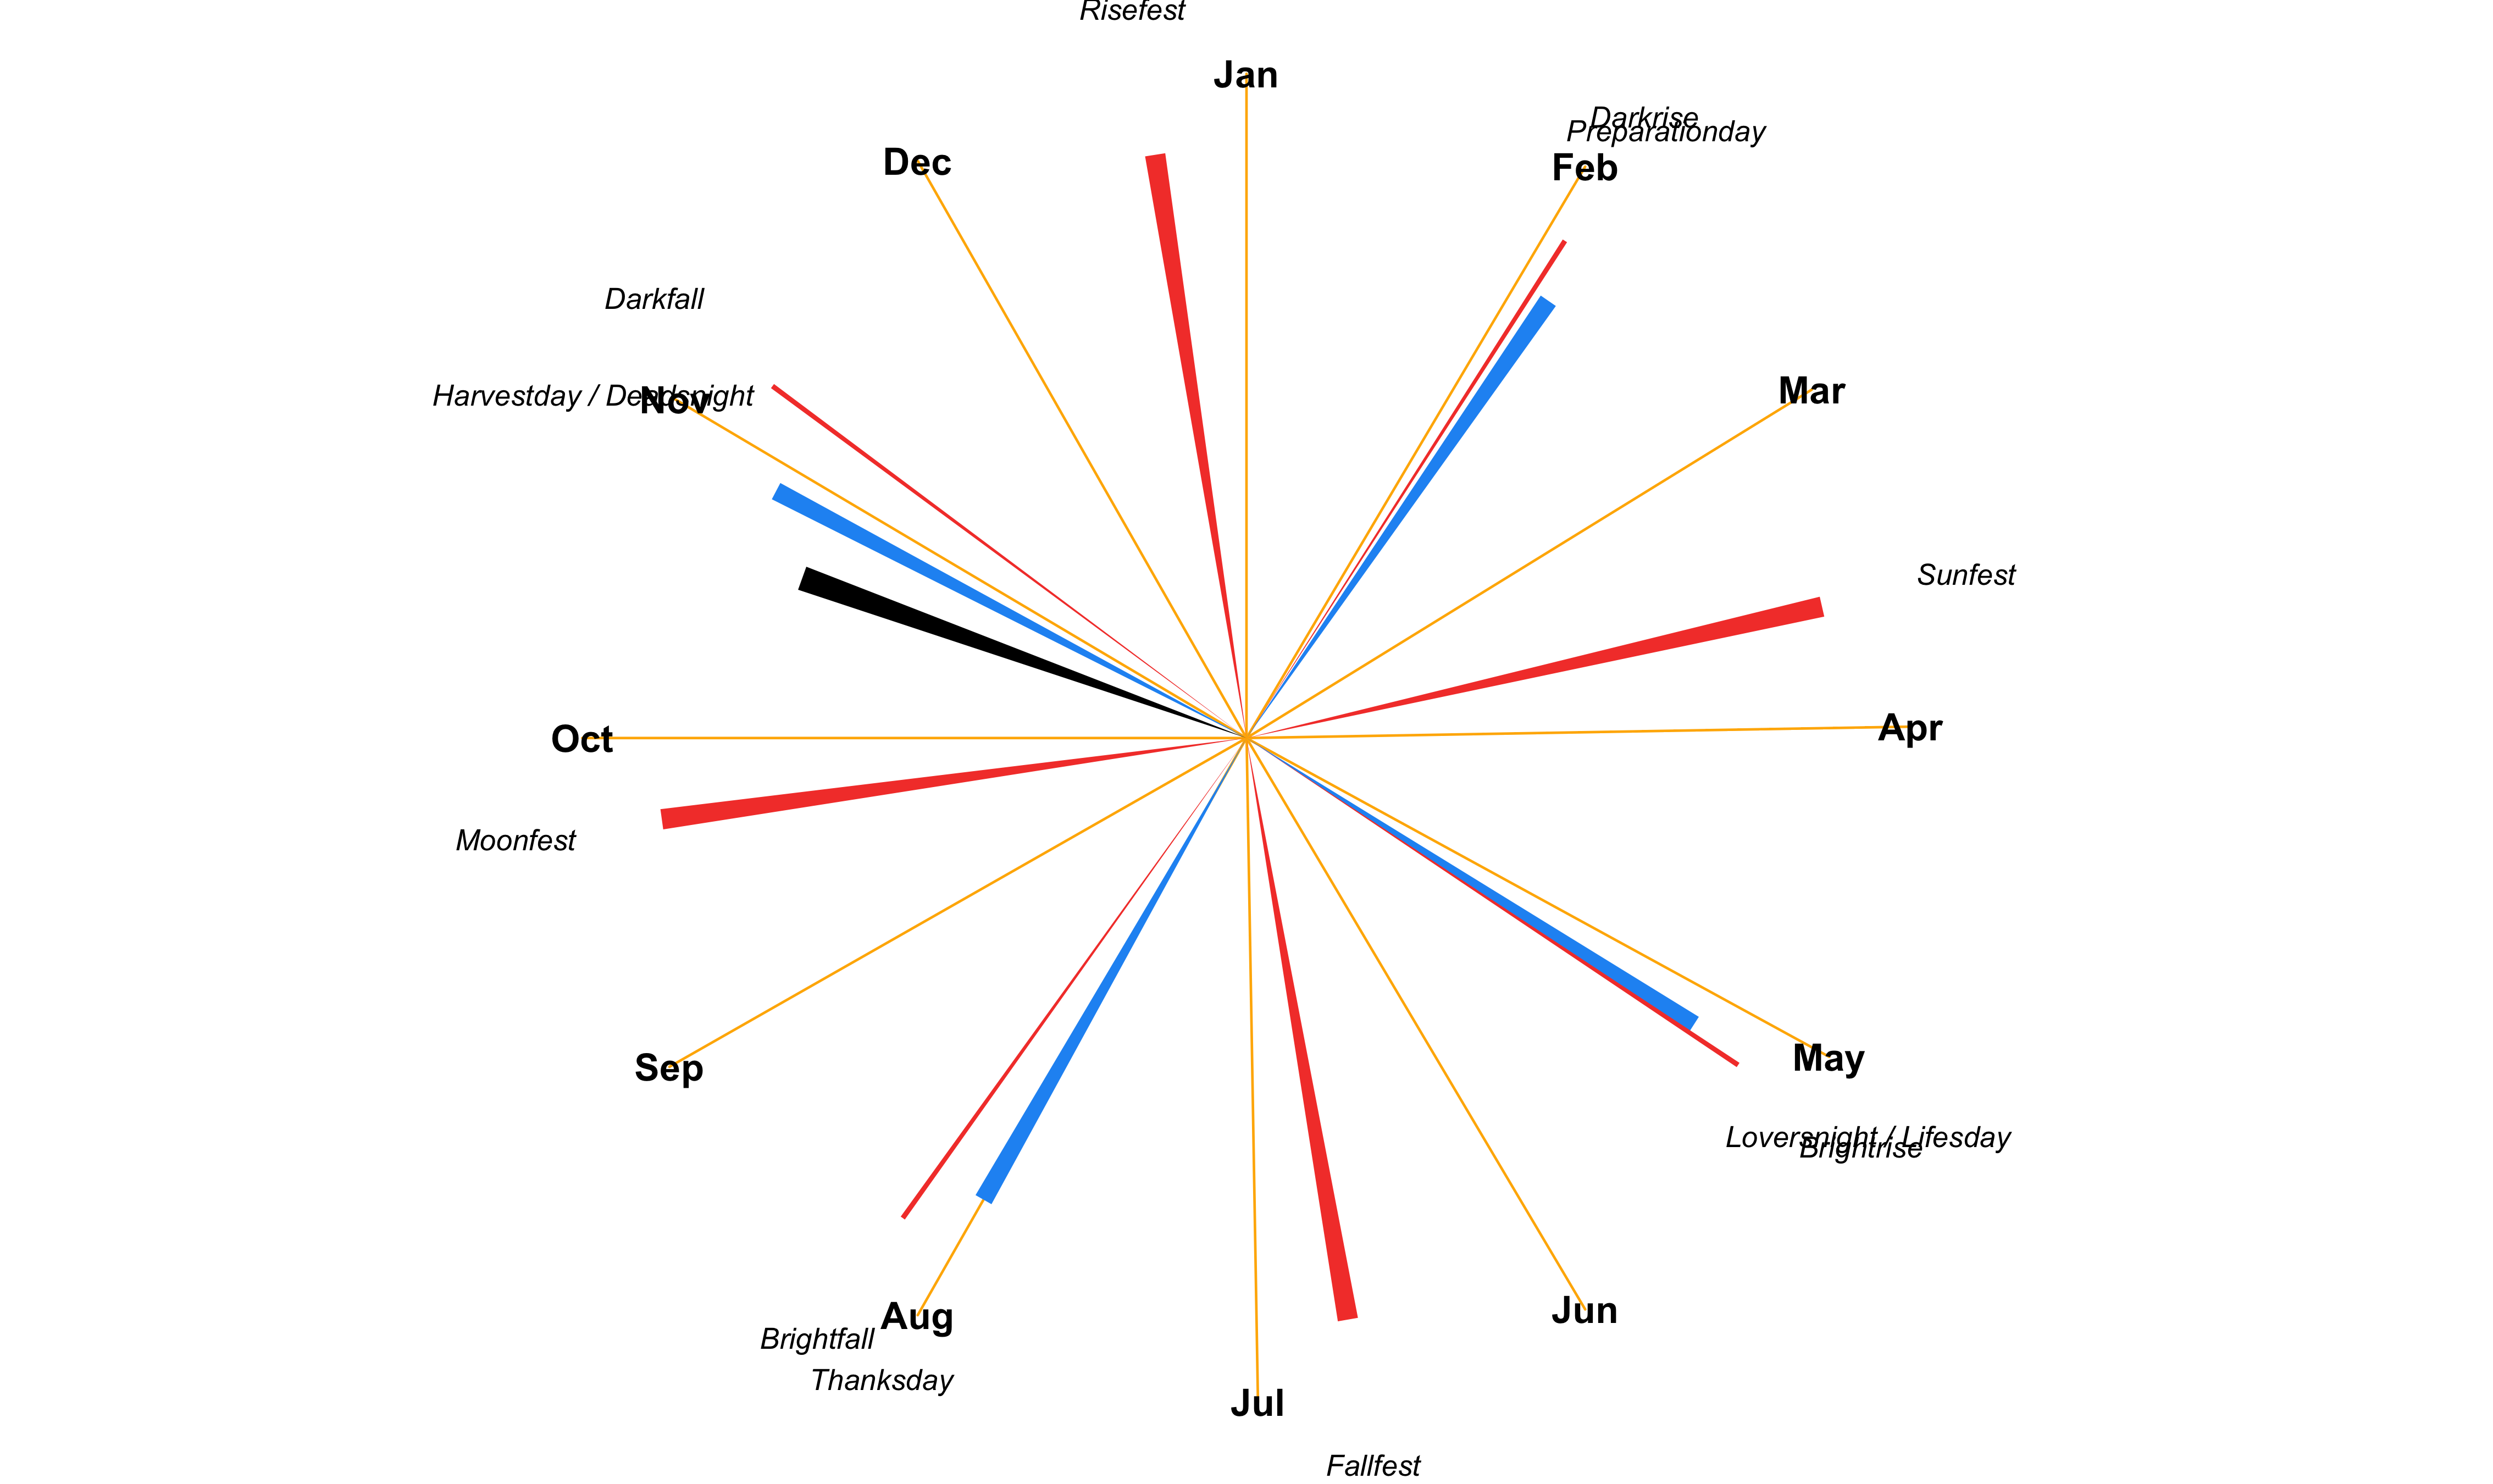 Risefest
Jan
Darkrise
Preparationday
Dec
Feb
Darkfall
Mar
Harvestday / Deadsnight
Nov
Sunfest
Apr
Oct
Moonfest
May
Sep
Loversnight / Lifesday
Brightrise
Jun
Aug
Brightfall
Thanksday
Jul
Fallfest